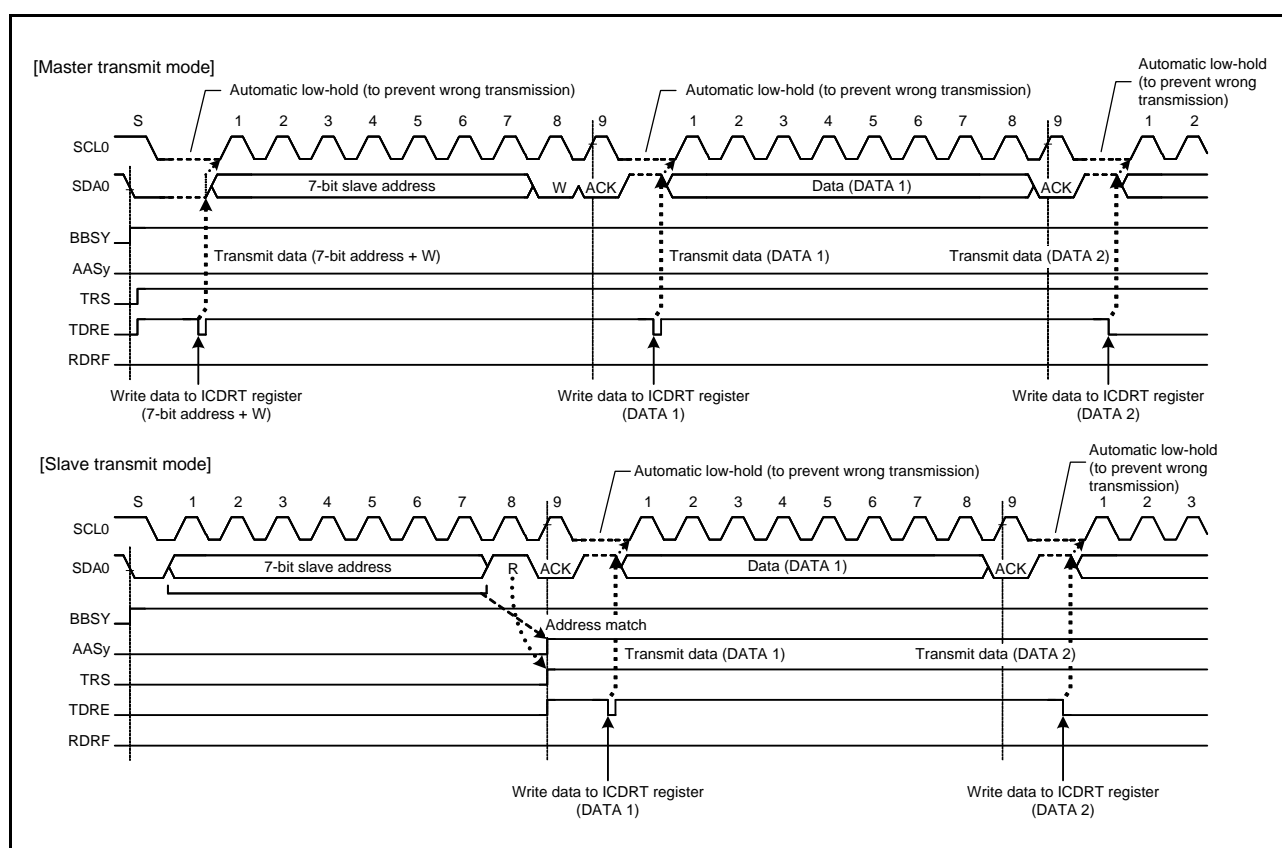 [Master transmit mode]
Automatic low-hold (to prevent wrong transmission)
Automatic low-hold (to prevent wrong transmission)
Automatic low-hold
(to prevent wrong
transmission)
S 1 2 3 4 5 6 7 8 9 1 2 3 4 5 6 7 8 9 1 2
SCL0
SDA0 7-bit slave address W ACK Data (DATA 1) ACK
BBSY
Transmit data (7-bit address + W) Transmit data (DATA 1) Transmit data (DATA 2)
AASy
TRS
TDRE
RDRF
Write data to ICDRT register
(7-bit address + W)
Write data to ICDRT register
(DATA 1)
Write data to ICDRT register
(DATA 2)
[Slave transmit mode]
Automatic low-hold (to prevent wrong transmission)
Automatic low-hold
(to prevent wrong
transmission)
S 1 2 3 4 5 6 7 8 9 1 2 3 4 5 6 7 8 9 1 2 3
SCL0
SDA0 7-bit slave address R ACK Data (DATA 1) ACK
BBSY
Address match
AASy
Transmit data (DATA 1) Transmit data (DATA 2)
TRS
TDRE
RDRF
Write data to ICDRT register
(DATA 1)
Write data to ICDRT register
(DATA 2)